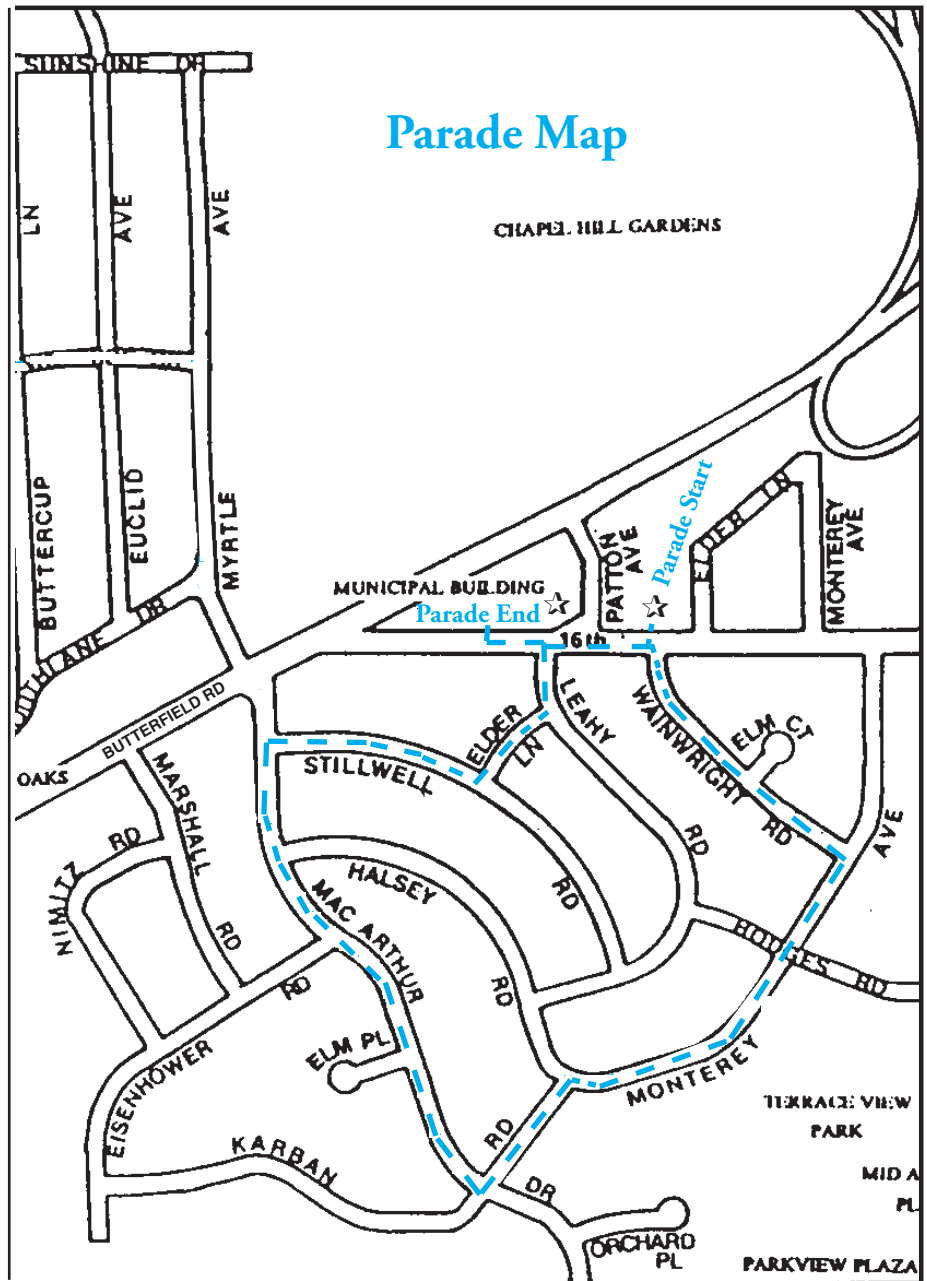 SUNSHINE DR
Parade Map
LN
AVE
AVE
CHAPEL HILL GARDENS
BUTTERCUP
EUCLID
MYRTLE
Parade Start
ELDER LN
MONTEREY
AVE
PATTON
AVE
MUNICIPAL BUILDING
Parade End
16th
DR
BUTTERFIELD RD
OAKS
LEAHY
RD
WAINWRIGHT
RD
ELM CT
ELDER
LN
STILLWELL
RD
MARSHALL
RD
NIMITZ
RD
HALSEY
RD
MAC ARTHUR
RD
AVE
HODGES RD
RD
EISENHOWER
ELM PL
MONTEREY
TERRACE VIEW
PARK
MID A
PL
KARBAN
DR
ORCHARD
PL
PARKVIEW PLAZA